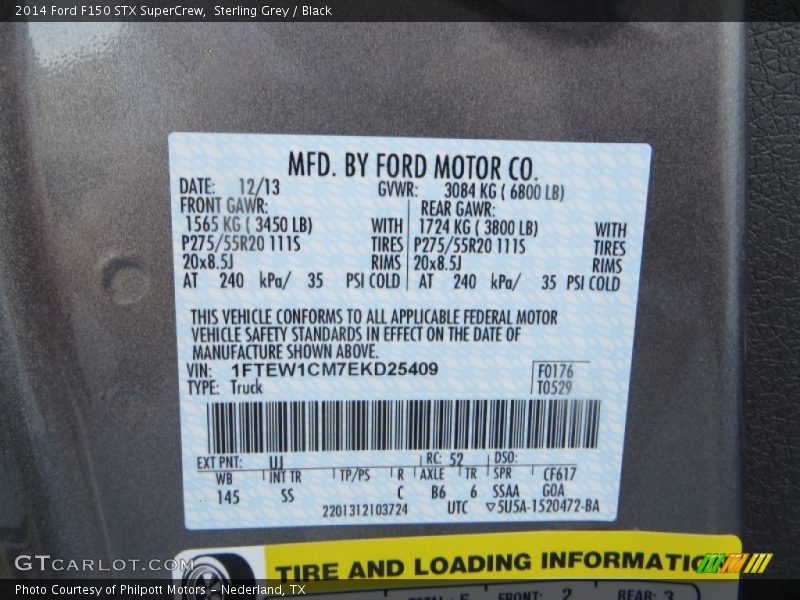 2014 Ford F150 STX SuperCrew, Sterling Grey / Black
MFD. BY FORD MOTOR CO.
DATE: 12/13 GVWR: 3084 KG ( 6800 LB)
FRONT GAWR: REAR GAWR:
1565 KG ( 3450 LB) WITH 1724 KG ( 3800 LB) WITH
P275/55R20 111S TIRES P275/55R20 111S TIRES
20x8.5J RIMS 20x8.5J RIMS
AT 240 kPa/ 35 PSI COLD AT 240 kPa/ 35 PSI COLD
THIS VEHICLE CONFORMS TO ALL APPLICABLE FEDERAL MOTOR
VEHICLE SAFETY STANDARDS IN EFFECT ON THE DATE OF
MANUFACTURE SHOWN ABOVE.
VIN: 1FTEW1CM7EKD25409 F0176
TYPE: Truck T0529
EXT PNT: UJ RC: 52 DSO:
WB INT TR TP/PS R AXLE TR SPR CF617
145 SS C B6 6 SSAA GOA
2201312103724 UTC ▽5U5A-1520472-BA
TIRE AND LOADING INFORMATIO
TOTAL: 5 FRONT: 2 REAR: 3
GTCARLOT.COM
Photo Courtesy of Philpott Motors - Nederland, TX